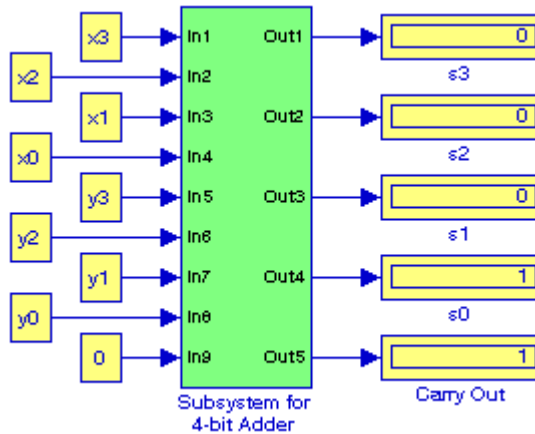 x3 In1 Out1 0
s3
x2 In2
x1 In3 Out2 0
s2
x0 In4
y3 In5 Out3 0
s1
y2 In6
y1 In7 Out4 1
s0
y0 In8
0 In9 Out5 1
Carry Out
Subsystem for
4-bit Adder